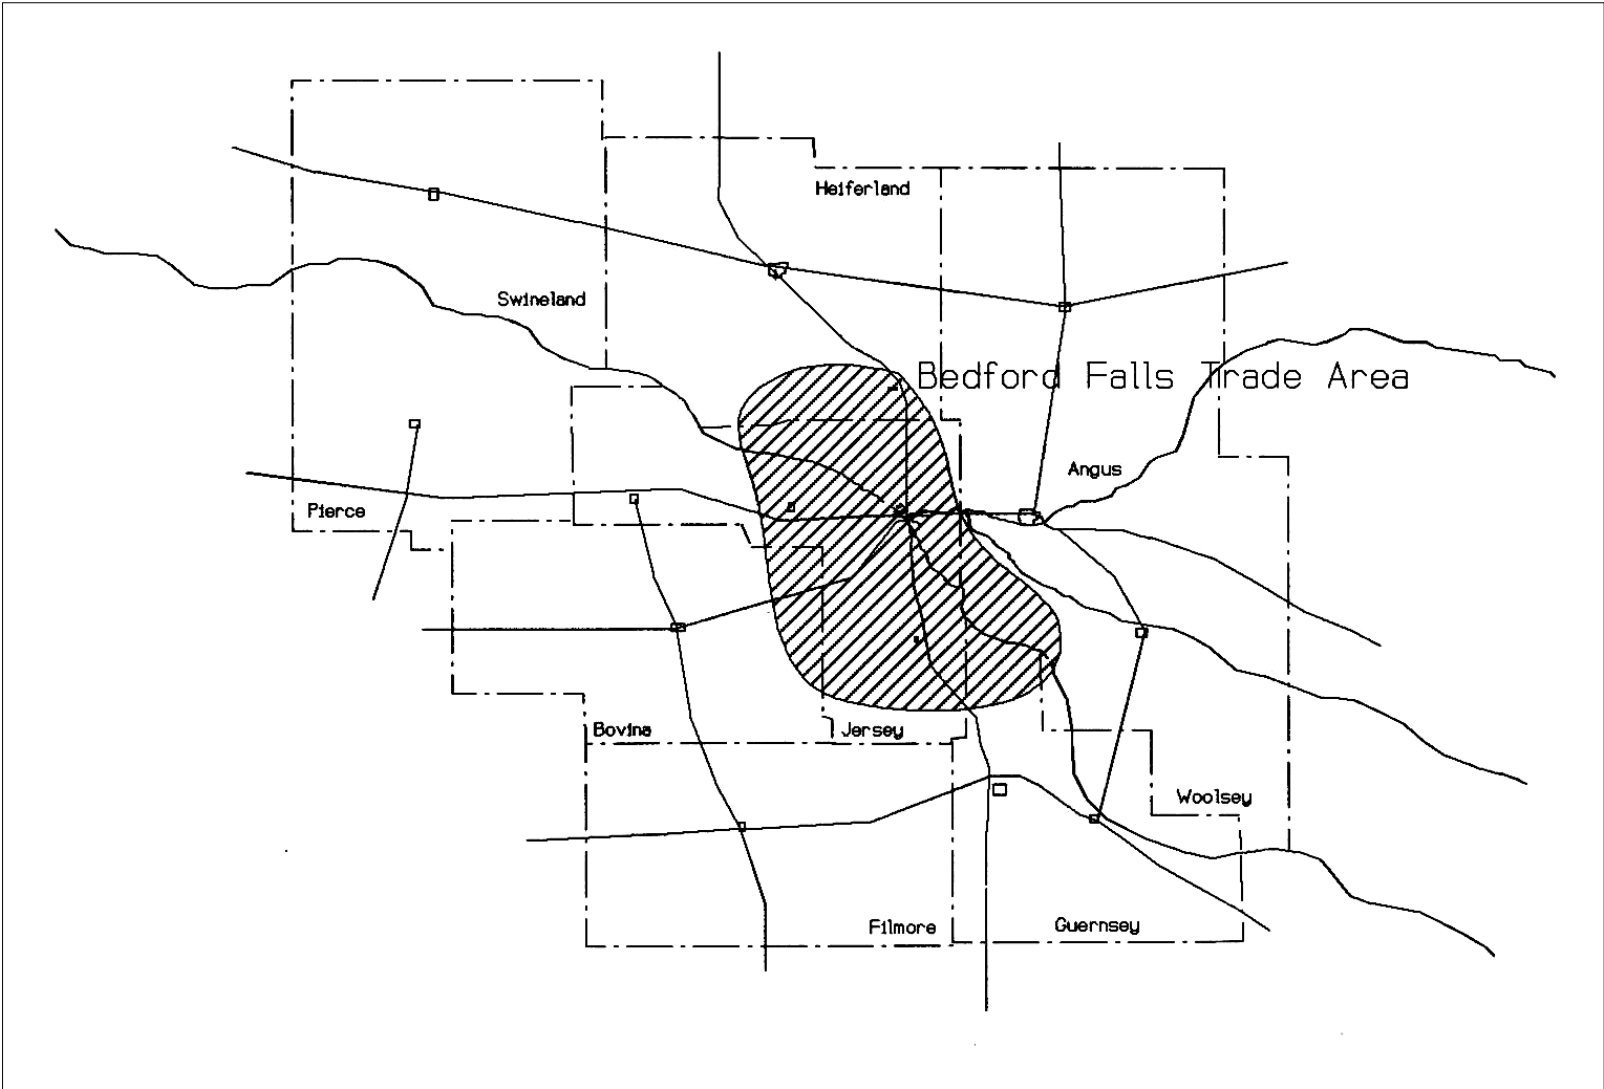 Heiferland
Swineland
Bedford Falls Trade Area
Angus
Pierce
Bovina
Jersey
Woolsey
Filmore
Guernsey